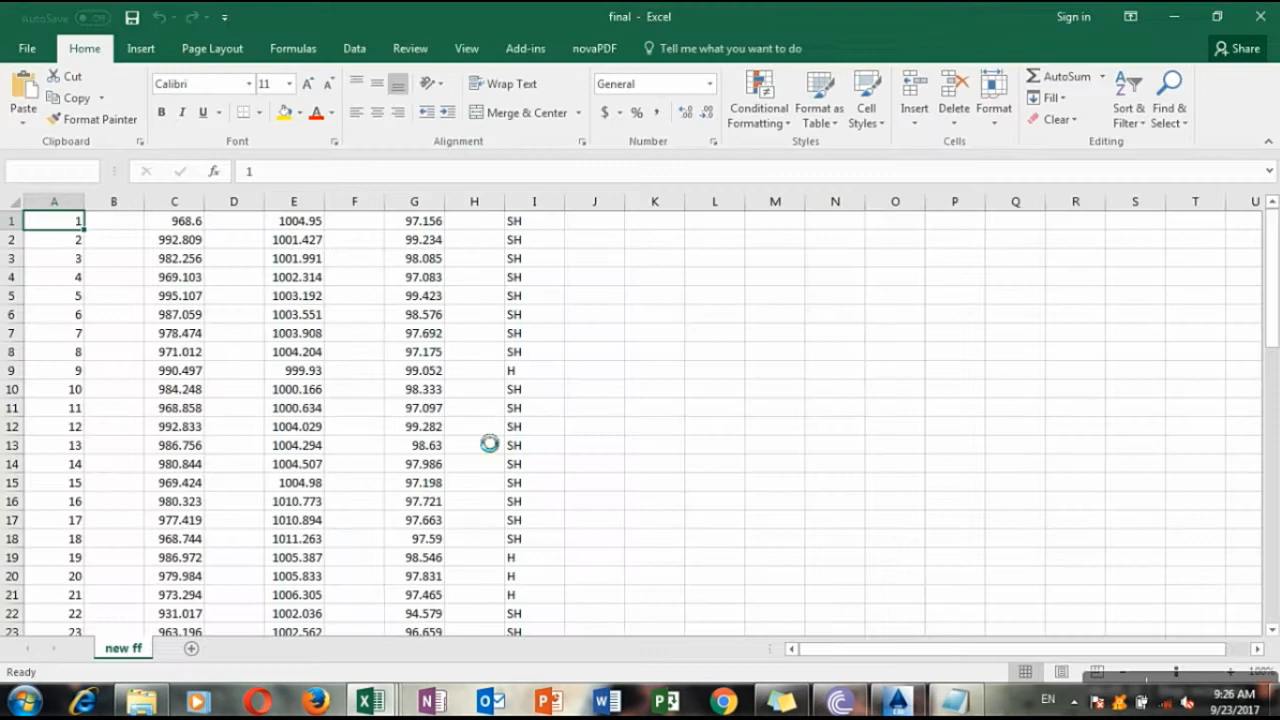 AutoSave Off final - Excel Sign in
File Home Insert Page Layout Formulas Data Review View Add-ins novaPDF Tell me what you want to do Share
Paste Cut Calibri 11 Wrap Text General Conditional Formatting Format as Table Cell Styles Insert Delete Format AutoSum Sort & Filter Find & Select
Copy Fill
Format Painter B I U A Merge & Center $ % , Clear
Clipboard Font Alignment Number Styles Cells Editing
fx 1
A B C D E F G H I J K L M N O P Q R S T U
1 1 968.6 1004.95 97.156 SH
2 2 992.809 1001.427 99.234 SH
3 3 982.256 1001.991 98.085 SH
4 4 969.103 1002.314 97.083 SH
5 5 995.107 1003.192 99.423 SH
6 6 987.059 1003.551 98.576 SH
7 7 978.474 1003.908 97.692 SH
8 8 971.012 1004.204 97.175 SH
9 9 990.497 999.93 99.052 H
10 10 984.248 1000.166 98.333 SH
11 11 968.858 1000.634 97.097 SH
12 12 992.833 1004.029 99.282 SH
13 13 986.756 1004.294 98.63 SH
14 14 980.844 1004.507 97.986 SH
15 15 969.424 1004.98 97.198 SH
16 16 980.323 1010.773 97.721 SH
17 17 977.419 1010.894 97.663 SH
18 18 968.744 1011.263 97.59 SH
19 19 986.972 1005.387 98.546 H
20 20 979.984 1005.833 97.831 H
21 21 973.294 1006.305 97.465 H
22 22 931.017 1002.036 94.579 SH
23 23 963.196 1002.562 96.659 SH
new ff
Ready 100%
EN 9:26 AM
9/23/2017